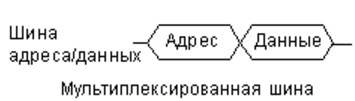 Шина
адреса/данных
Адрес
Данные
Мультиплексированная шина